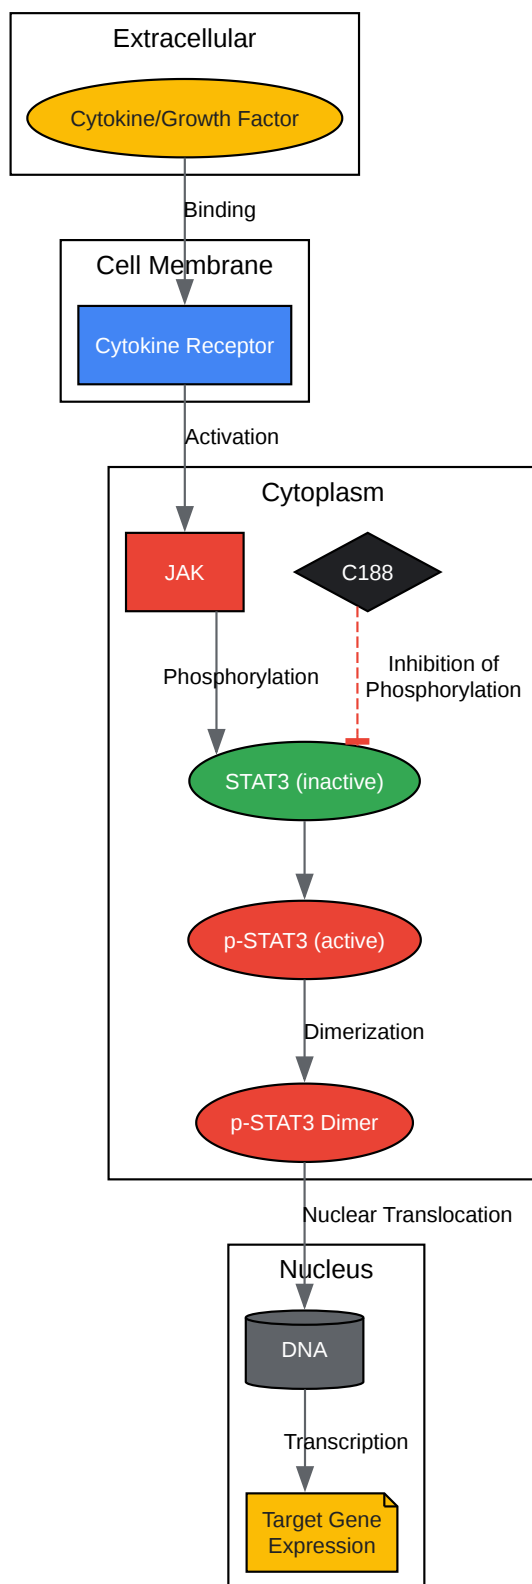 Extracellular
Cytokine/Growth Factor
Binding
Cell Membrane
Cytokine Receptor
Activation
Cytoplasm
JAK
C188
Phosphorylation
Inhibition of
Phosphorylation
STAT3 (inactive)
p-STAT3 (active)
Dimerization
p-STAT3 Dimer
Nuclear Translocation
Nucleus
DNA
Transcription
Target Gene
Expression